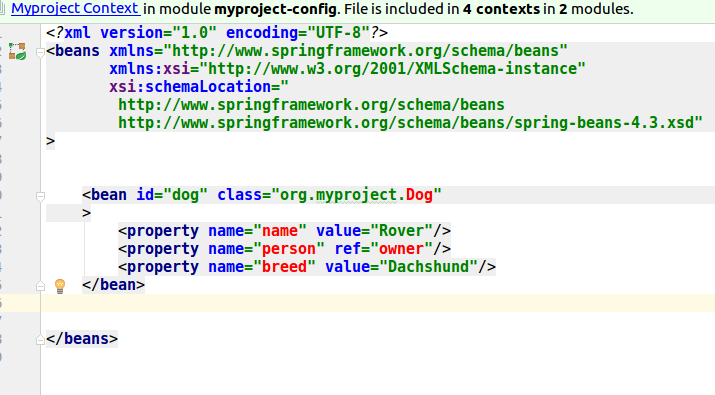 Myproject Context in module myproject-config. File is included in 4 contexts in 2 modules.
<?xml version="1.0" encoding="UTF-8"?>
<beans xmlns="http://www.springframework.org/schema/beans"
       xmlns:xsi="http://www.w3.org/2001/XMLSchema-instance"
       xsi:schemaLocation="
        http://www.springframework.org/schema/beans
        http://www.springframework.org/schema/beans/spring-beans-4.3.xsd"
>
    <bean id="dog" class="org.myproject.Dog"
    >
        <property name="name" value="Rover"/>
        <property name="person" ref="owner"/>
        <property name="breed" value="Dachshund"/>
    </bean>
</beans>